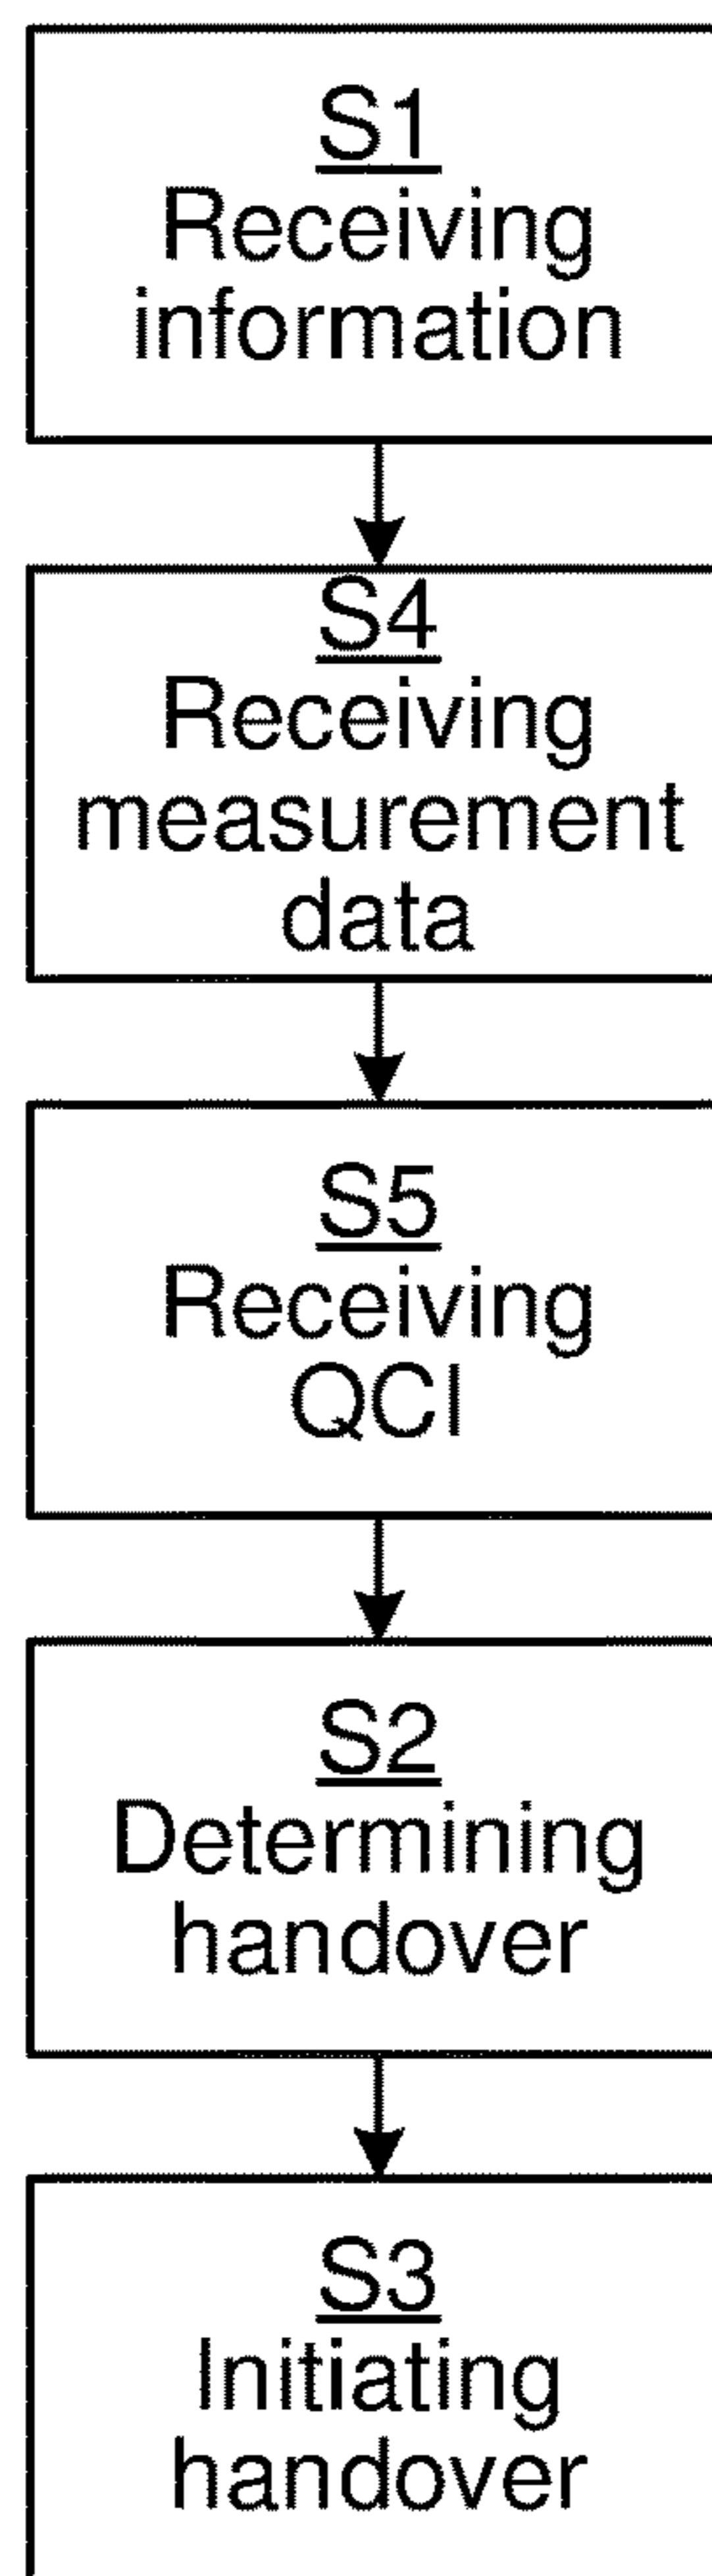 S1
Receiving
information
S4
Receiving
measurement
data
S5
Receiving
QCI
S2
Determining
handover
S3
Initiating
handover